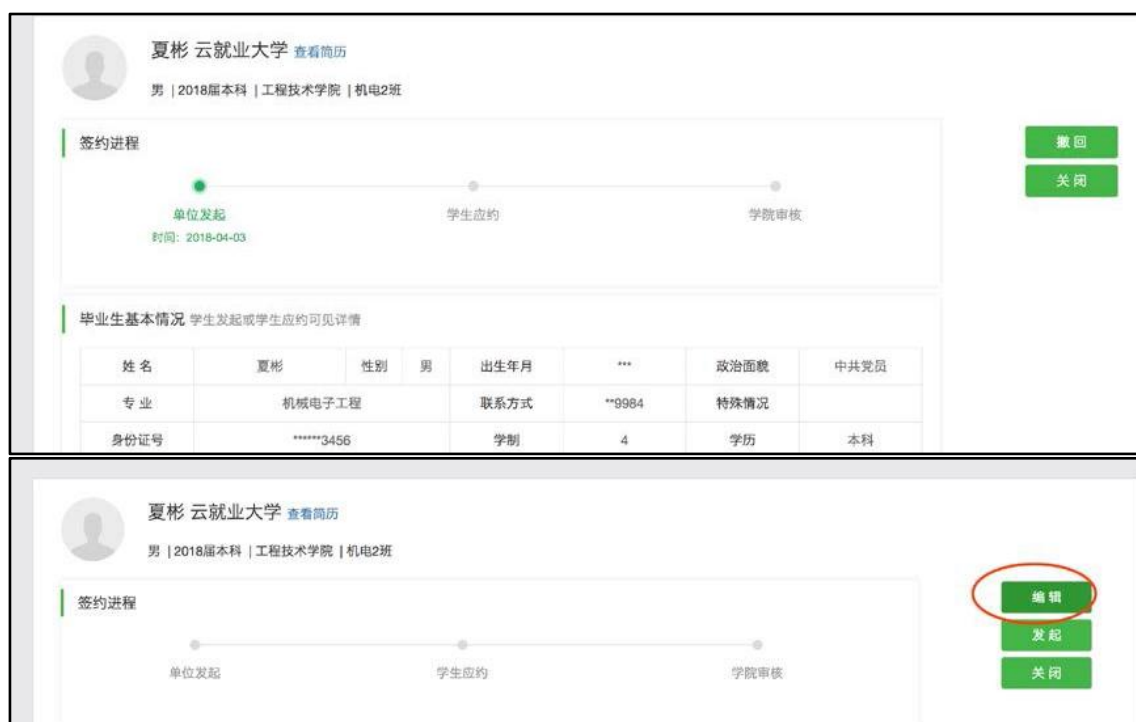 夏彬 云就业大学 查看简历
男 | 2018届本科 | 工程技术学院 | 机电2班
签约进程
撤 回
关 闭
单位发起 学生应约 学院审核
时间：2018-04-03
毕业生基本情况 学生发起或学生应约可见详情
姓 名 夏彬 性别 男 出生年月 *** 政治面貌 中共党员
专 业 机械电子工程 联系方式 **9984 特殊情况
身份证号 ******3456 学制 4 学历 本科
夏彬 云就业大学 查看简历
男 | 2018届本科 | 工程技术学院 | 机电2班
签约进程
编 辑
发 起
关 闭
单位发起 学生应约 学院审核